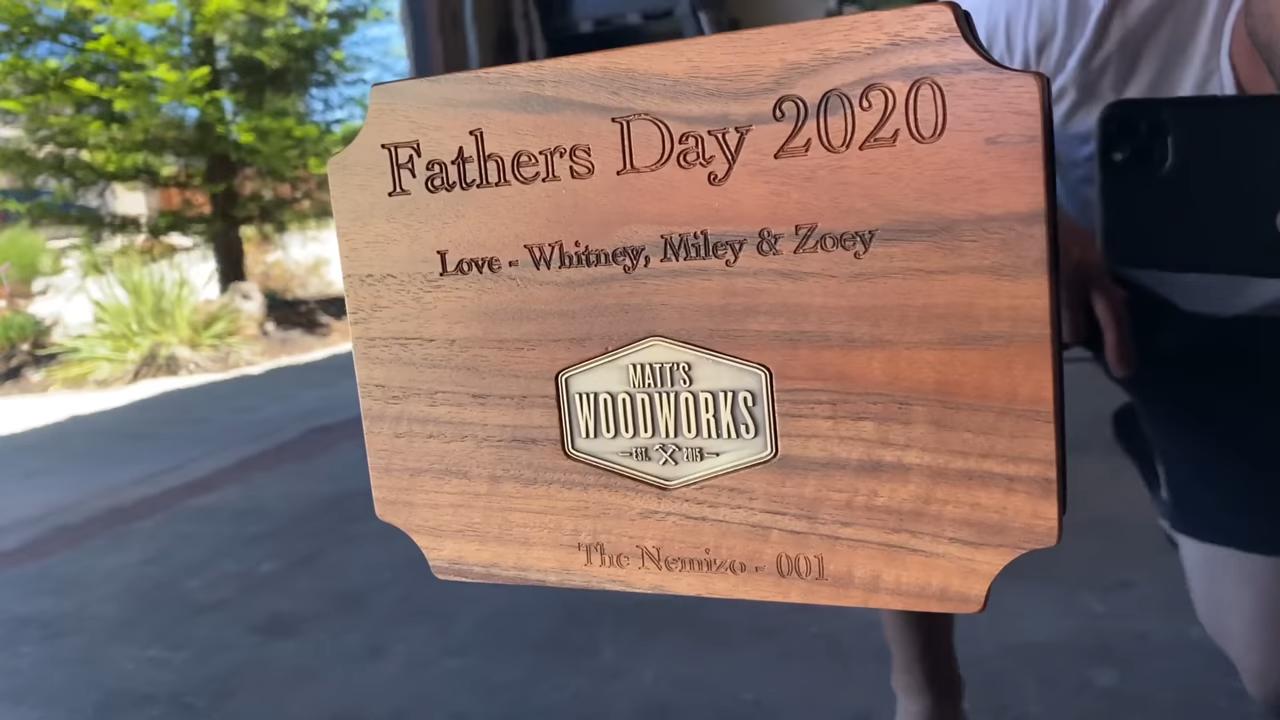 Fathers Day 2020
Love - Whitney, Miley & Zoey
MATT'S
WOODWORKS
EST. 2015
The Nemizo - 001